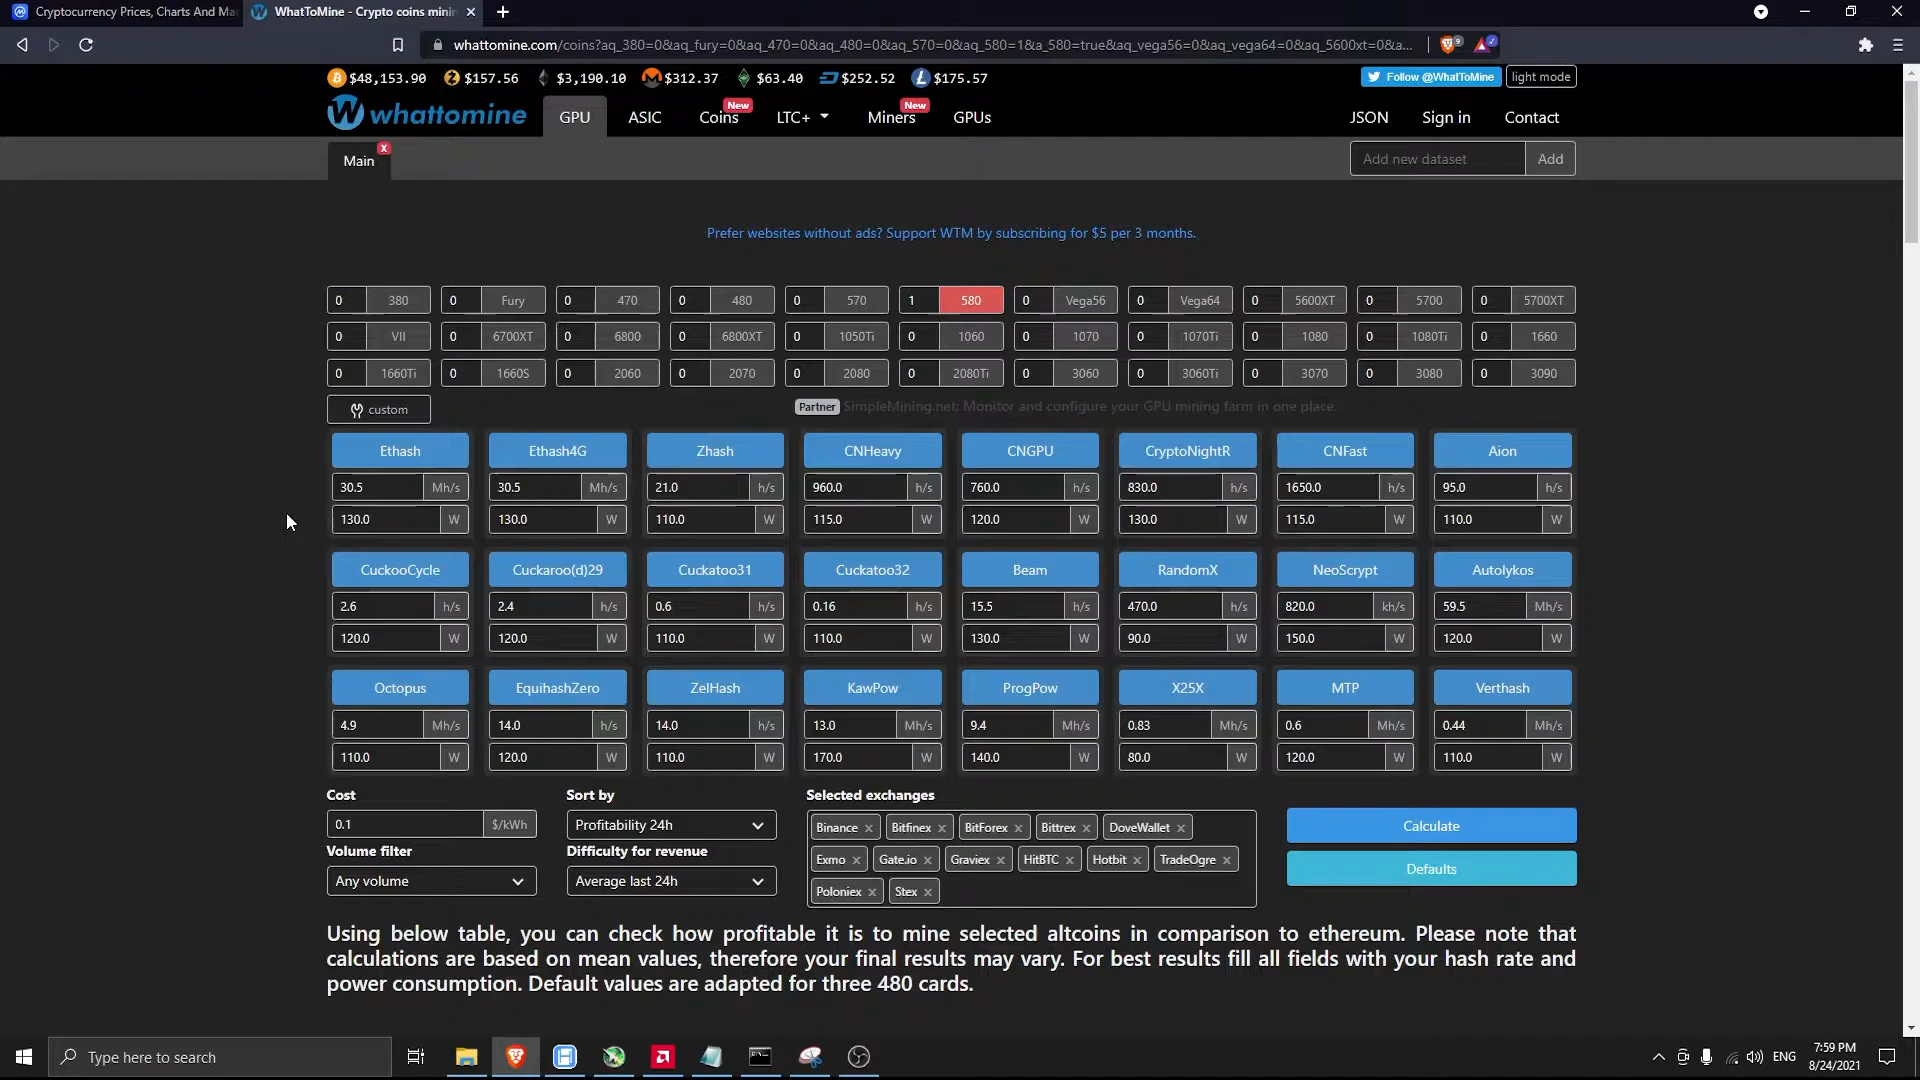 Cryptocurrency Prices, Charts And Ma
WhatToMine - Crypto coins minin
whattomine.com/coins?aq_380=0&aq_fury=0&aq_470=0&aq_480=0&aq_570=0&aq_580=1&a_580=true&aq_vega56=0&aq_vega64=0&aq_5600xt=0&a...
$48,153.90 $157.56 $3,190.10 $312.37 $63.40 $252.52 $175.57
Follow @WhatToMine light mode
whattomine GPU ASIC Coins New LTC+ Miners New GPUs JSON Sign in Contact
Main x Add new dataset Add
Prefer websites without ads? Support WTM by subscribing for $5 per 3 months.
0 380 0 Fury 0 470 0 480 0 570 1 580 0 Vega56 0 Vega64 0 5600XT 0 5700 0 5700XT
0 VII 0 6700XT 0 6800 0 6800XT 0 1050Ti 0 1060 0 1070 0 1070Ti 0 1080 0 1080Ti 0 1660
0 1660Ti 0 1660S 0 2060 0 2070 0 2080 0 2080Ti 0 3060 0 3060Ti 0 3070 0 3080 0 3090
custom Partner SimpleMining.net: Monitor and configure your GPU mining farm in one place.
Ethash Ethash4G Zhash CNHeavy CNGPU CryptoNightR CNFast Aion
30.5 Mh/s 30.5 Mh/s 21.0 h/s 960.0 h/s 760.0 h/s 830.0 h/s 1650.0 h/s 95.0 h/s
130.0 W 130.0 W 110.0 W 115.0 W 120.0 W 130.0 W 115.0 W 110.0 W
CuckooCycle Cuckaroo(d)29 Cuckatoo31 Cuckatoo32 Beam RandomX NeoScrypt Autolykos
2.6 h/s 2.4 h/s 0.6 h/s 0.16 h/s 15.5 h/s 470.0 h/s 820.0 kh/s 59.5 Mh/s
120.0 W 120.0 W 110.0 W 110.0 W 130.0 W 90.0 W 150.0 W 120.0 W
Octopus EquihashZero ZelHash KawPow ProgPow X25X MTP Verthash
4.9 Mh/s 14.0 h/s 14.0 h/s 13.0 Mh/s 9.4 Mh/s 0.83 Mh/s 0.6 Mh/s 0.44 Mh/s
110.0 W 120.0 W 110.0 W 170.0 W 140.0 W 80.0 W 120.0 W 110.0 W
Cost Sort by Selected exchanges
0.1 $/kWh Profitability 24h Binance × Bitfinex × BitForex × Bittrex × DoveWallet × Calculate
Volume filter Difficulty for revenue Exmo × Gate.io × Graviex × HitBTC × Hotbit × TradeOgre × Defaults
Any volume Average last 24h Poloniex × Stex ×
Using below table, you can check how profitable it is to mine selected altcoins in comparison to ethereum. Please note that
calculations are based on mean values, therefore your final results may vary. For best results fill all fields with your hash rate and
power consumption. Default values are adapted for three 480 cards.
Type here to search ENG 7:59 PM
8/24/2021